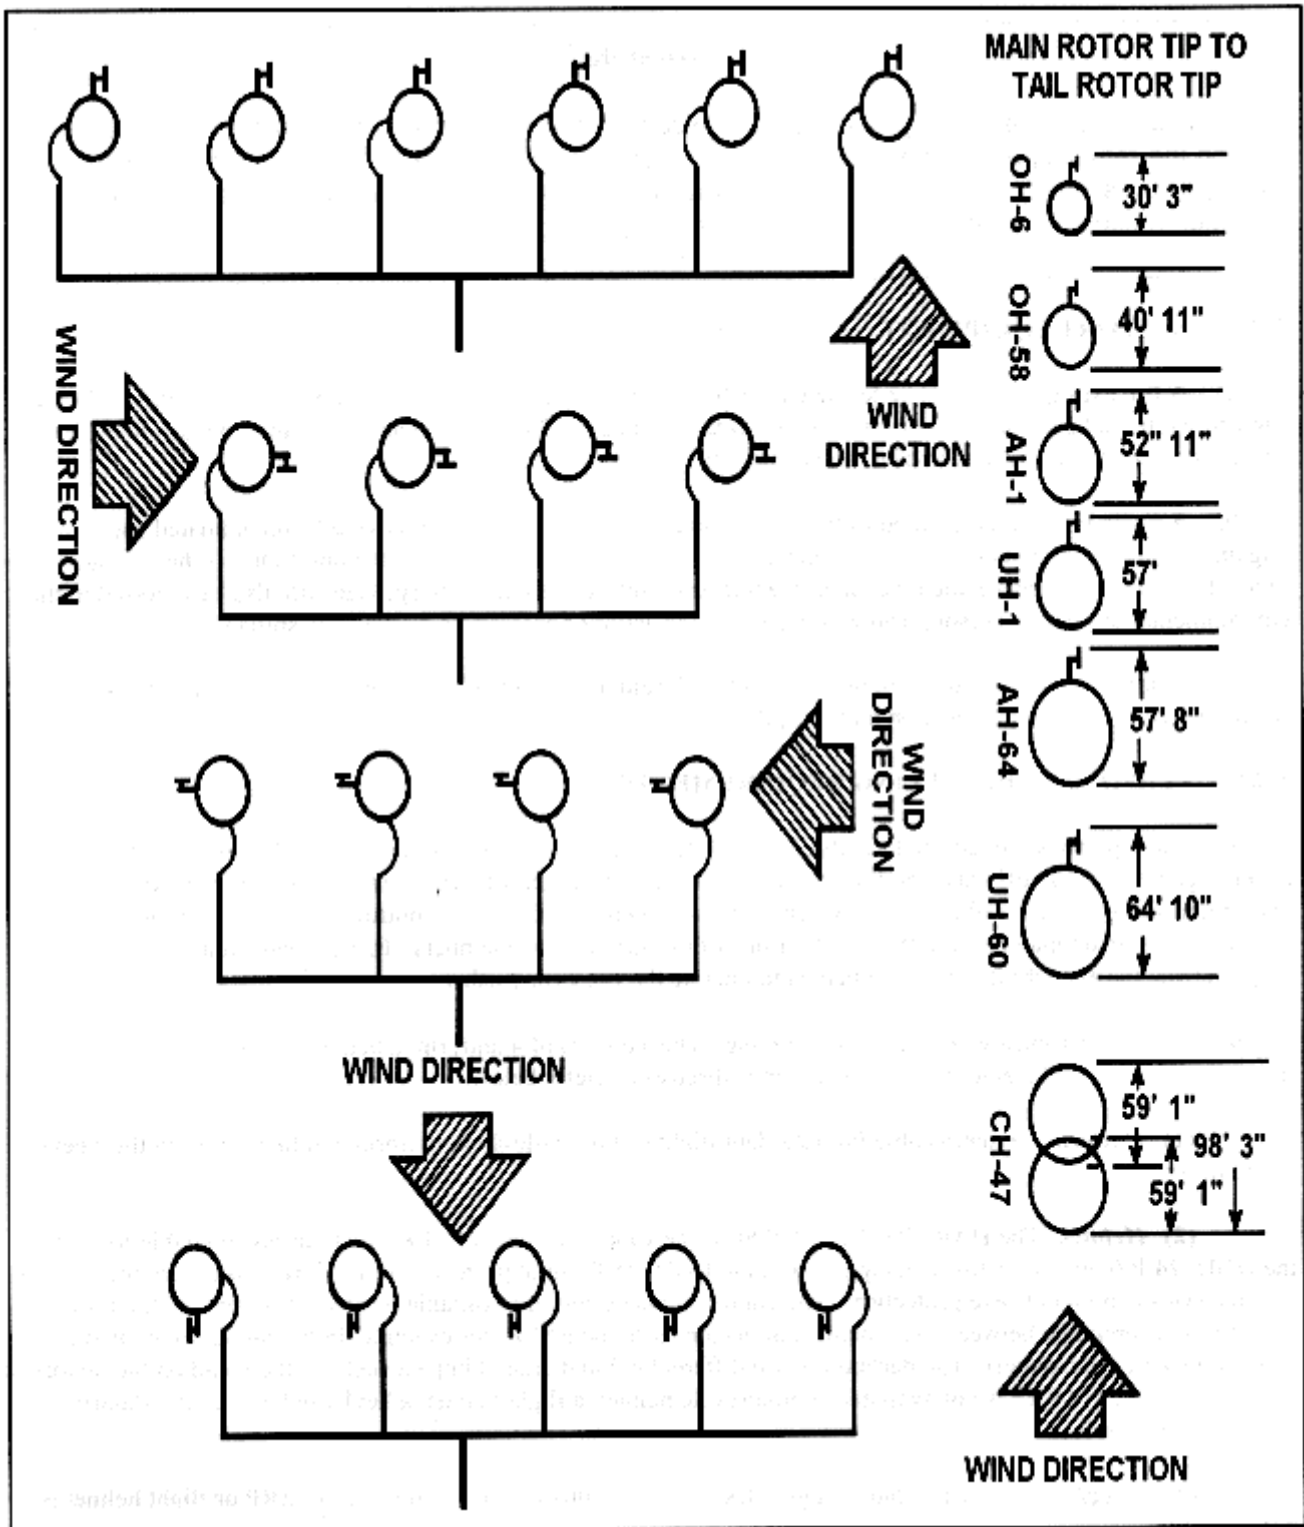 MAIN ROTOR TIP TO
TAIL ROTOR TIP
OH-6
30' 3"
OH-58
40' 11"
WIND DIRECTION
WIND
DIRECTION
AH-1
52" 11"
UH-1
57'
AH-64
57' 8"
WIND
DIRECTION
UH-60
64' 10"
WIND DIRECTION
CH-47
59' 1"
98' 3"
59' 1"
WIND DIRECTION